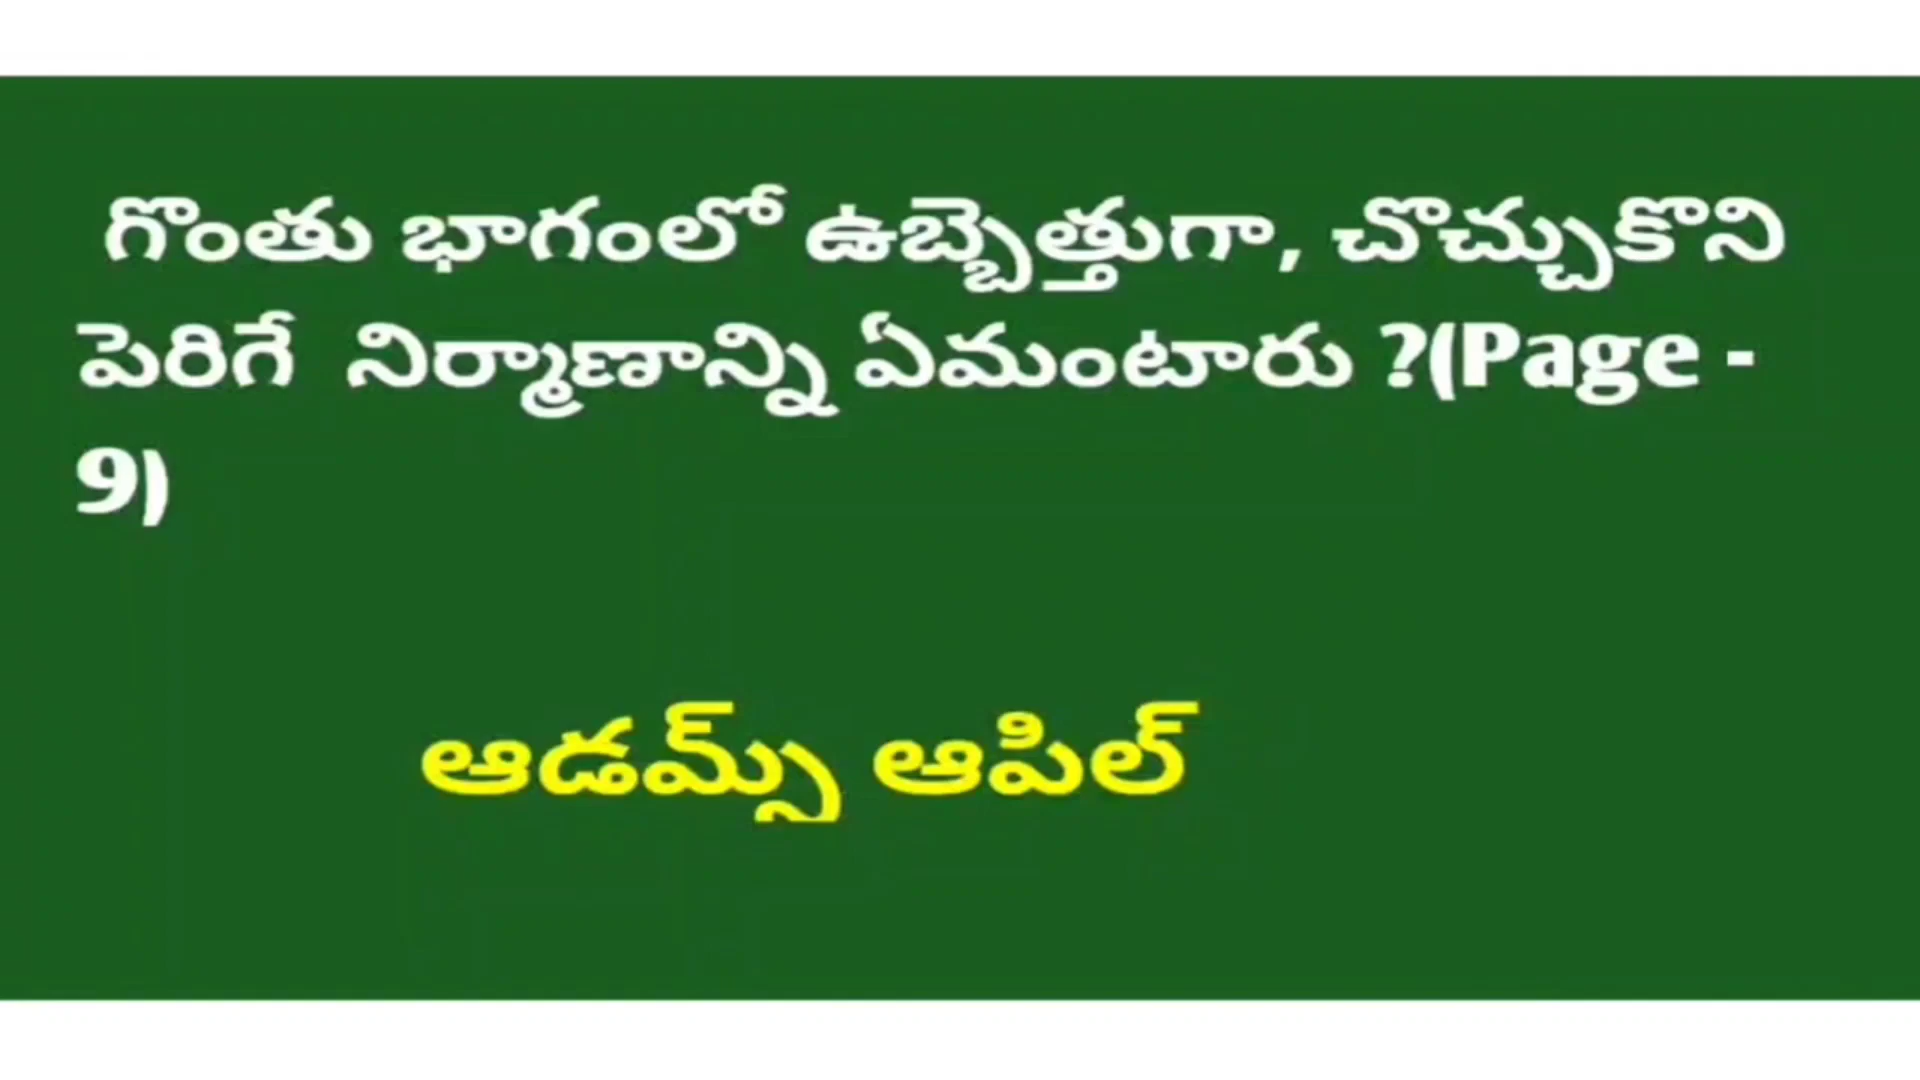 గొంతు భాగంలో ఉబ్బెత్తుగా, చొచ్చుకొని
పెరిగే నిర్మాణాన్ని ఏమంటారు ?(Page -
9)
ఆడమ్స్ ఆపిల్